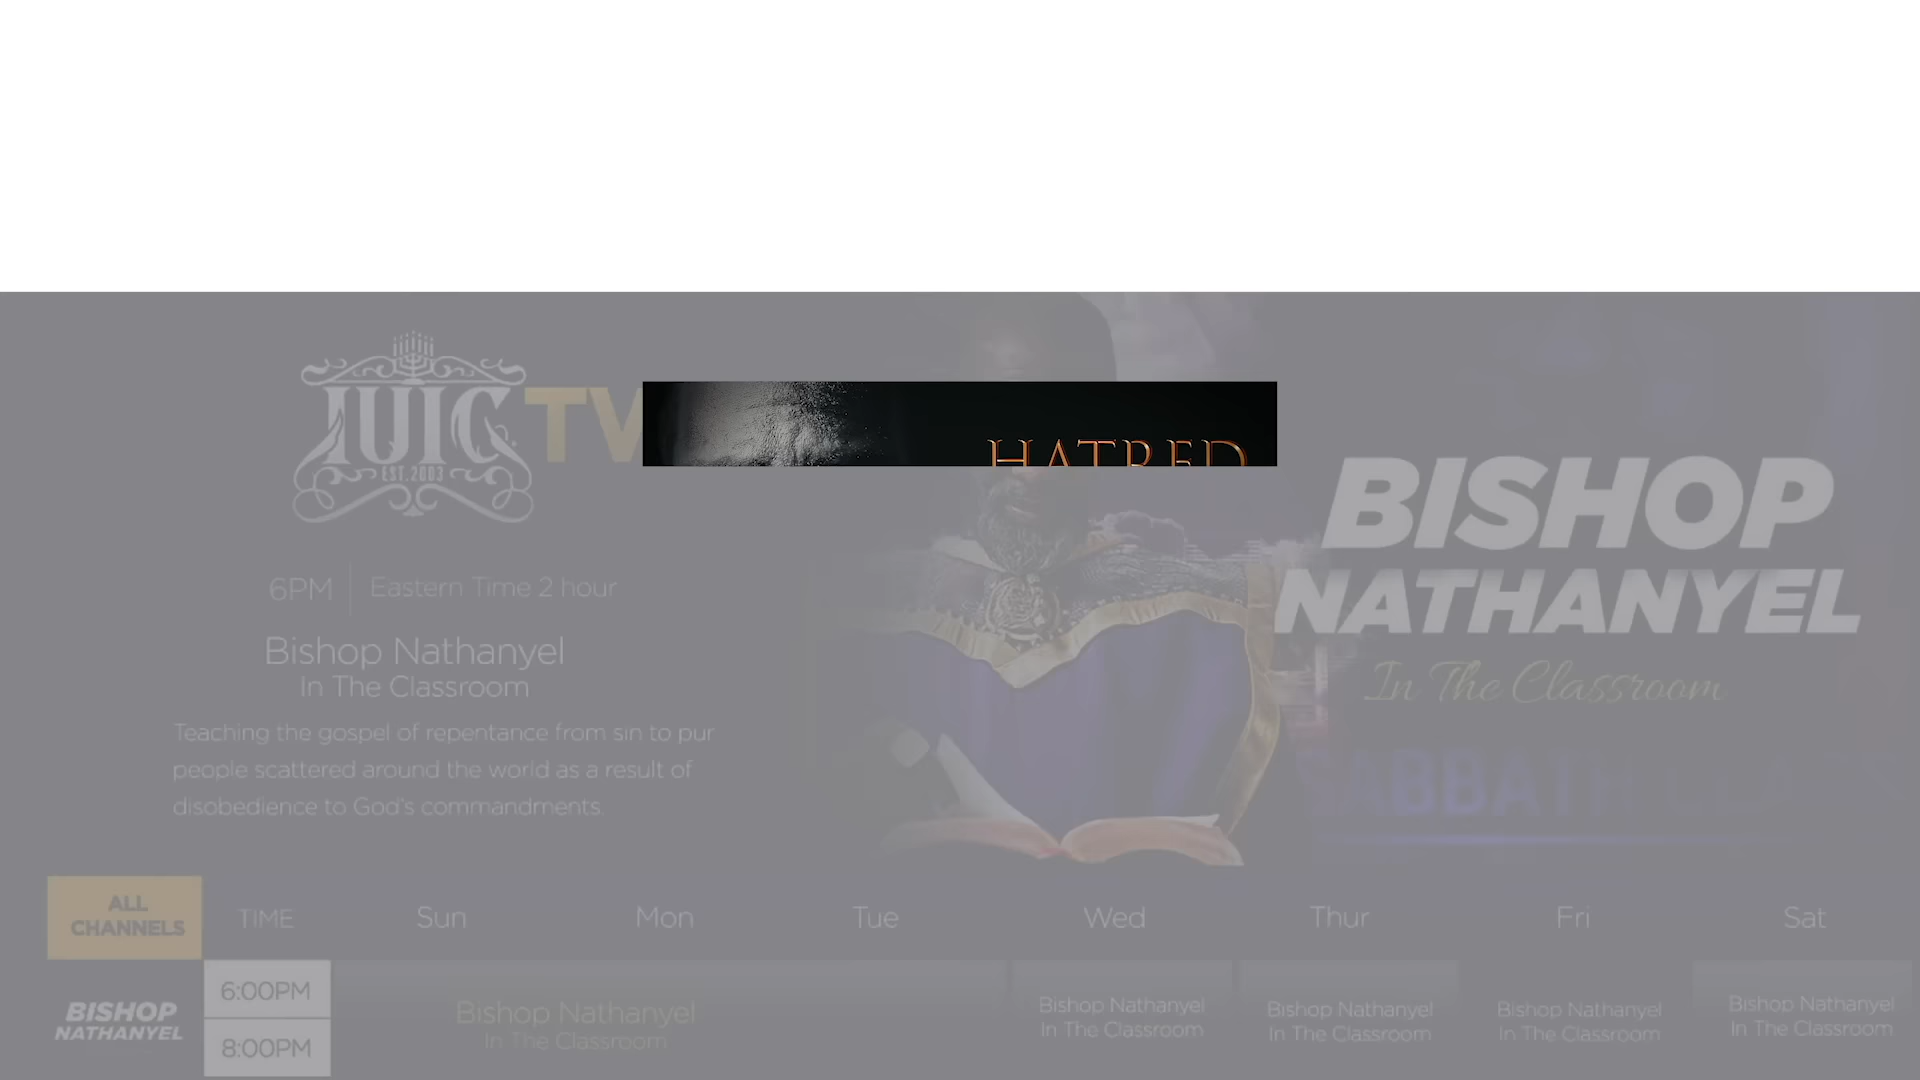 IUIC TV
EST. 2003
HATRED
BISHOP
NATHANYEL
In The Classroom
6PM Eastern Time 2 hour
Bishop Nathanyel
In The Classroom
Teaching the gospel of repentance from sin to pur
people scattered around the world as a result of
disobedience to God's commandments.
SABBATH CLASS
ALL
CHANNELS
TIME Sun Mon Tue Wed Thur Fri Sat
BISHOP
NATHANYEL
6:00PM
8:00PM
Bishop Nathanyel
In The Classroom
Bishop Nathanyel
In The Classroom
Bishop Nathanyel
In The Classroom
Bishop Nathanyel
In The Classroom
Bishop Nathanyel
In The Classroom